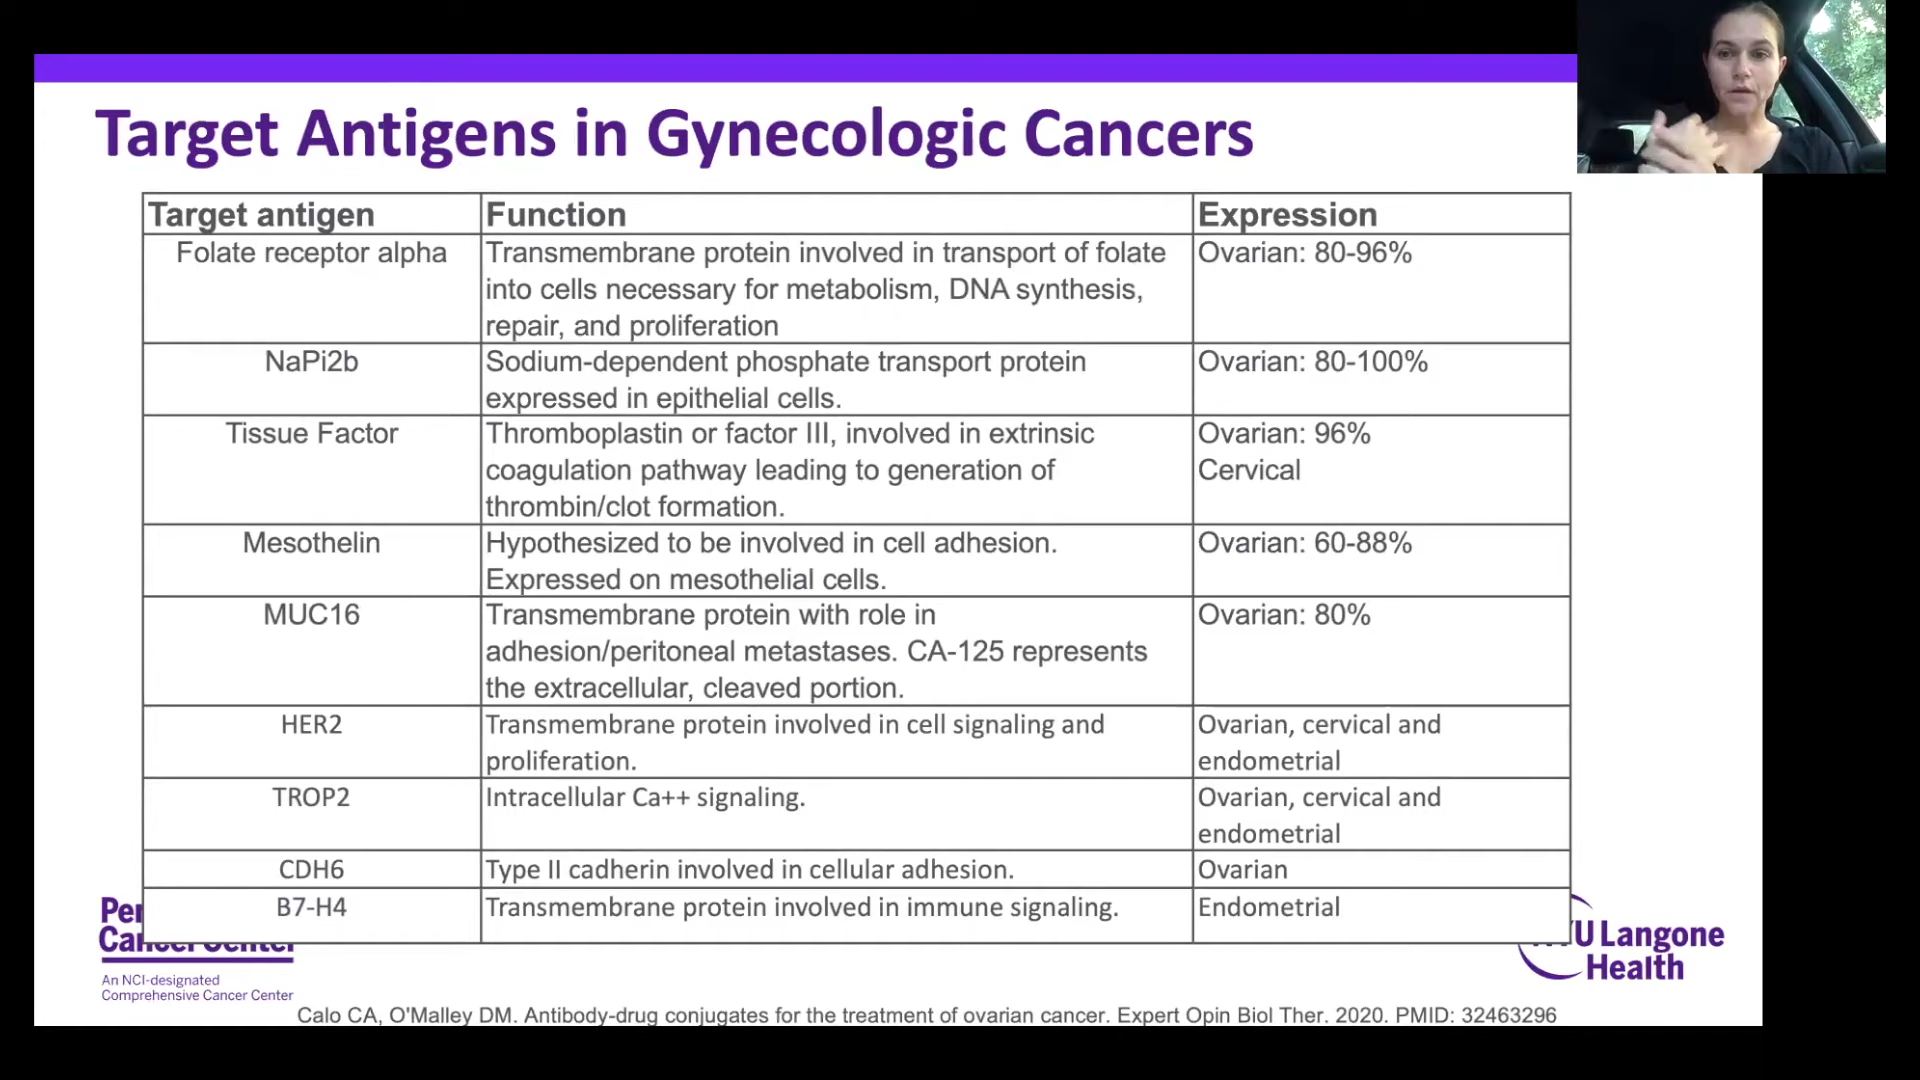 Target Antigens in Gynecologic Cancers
Target antigen Function Expression
Folate receptor alpha Transmembrane protein involved in transport of folate Ovarian: 80-96%
into cells necessary for metabolism, DNA synthesis,
repair, and proliferation
NaPi2b Sodium-dependent phosphate transport protein Ovarian: 80-100%
expressed in epithelial cells.
Tissue Factor Thromboplastin or factor III, involved in extrinsic Ovarian: 96%
coagulation pathway leading to generation of Cervical
thrombin/clot formation.
Mesothelin Hypothesized to be involved in cell adhesion. Ovarian: 60-88%
Expressed on mesothelial cells.
MUC16 Transmembrane protein with role in Ovarian: 80%
adhesion/peritoneal metastases. CA-125 represents
the extracellular, cleaved portion.
HER2 Transmembrane protein involved in cell signaling and Ovarian, cervical and
proliferation. endometrial
TROP2 Intracellular Ca++ signaling. Ovarian, cervical and
endometrial
CDH6 Type II cadherin involved in cellular adhesion. Ovarian
B7-H4 Transmembrane protein involved in immune signaling. Endometrial
Cancer Center
An NCI-designated
Comprehensive Cancer Center
Langone
Health
Calo CA, O'Malley DM. Antibody-drug conjugates for the treatment of ovarian cancer. Expert Opin Biol Ther. 2020. PMID: 32463296